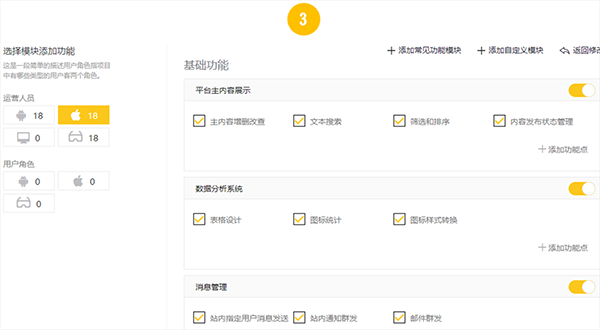 3
选择模块添加功能
这是一段简单的描述用户角色指项目
中有哪些类型的用户客两个角色。
+ 添加常见功能模块 + 添加自定义模块 返回修改
基础功能
运营人员
18 18
0 18
用户角色
0 0
0
平台主内容展示
主内容增删改查 文本搜索 筛选和排序 内容发布状态管理
+ 添加功能点
数据分析系统
表格设计 图标统计 图标样式转换
+ 添加功能点
消息管理
站内指定用户消息发送 站内通知群发 邮件群发